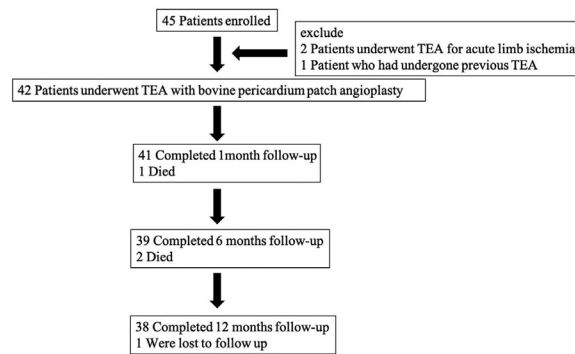 45 Patients enrolled
exclude
2 Patients underwent TEA for acute limb ischemia
1 Patient who had undergone previous TEA
42 Patients underwent TEA with bovine pericardium patch angioplasty
41 Completed 1month follow-up
1 Died
39 Completed 6 months follow-up
2 Died
38 Completed 12 months follow-up
1 Were lost to follow up